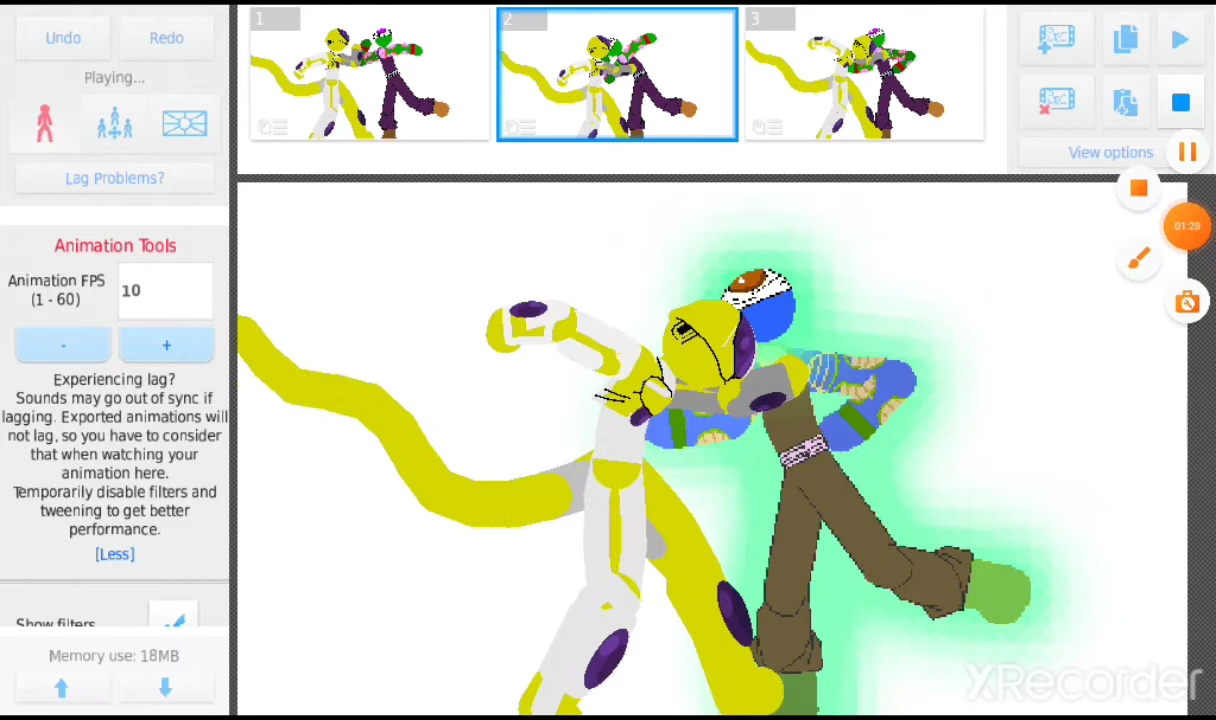 Undo
Redo
Playing...
Lag Problems?
Animation Tools
Animation FPS
(1 - 60)
10
-
+
Experiencing lag?
Sounds may go out of sync if
lagging. Exported animations will
not lag, so you have to consider
that when watching your
animation here.
Temporarily disable filters and
tweening to get better
performance.
[Less]
Show filters
Memory use: 18MB
1
2
3
View options
01:28
XRecorder